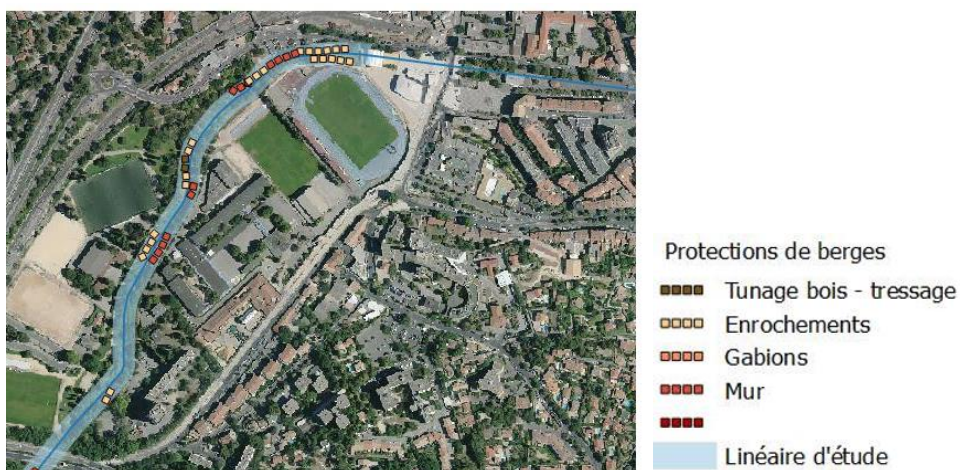 Protections de berges
Tunage bois - tressage
Enrochements
Gabions
Mur
Linéaire d'étude